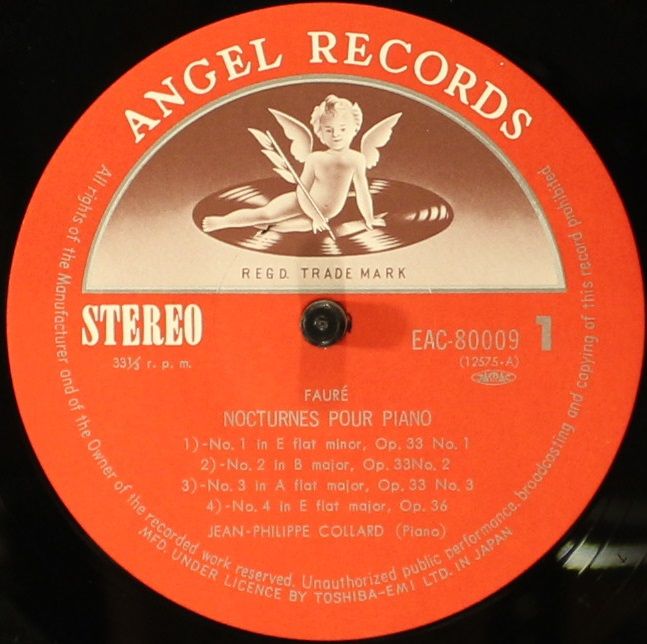 ANGEL RECORDS
REGD. TRADE MARK
STEREO
33⅓ r. p. m.
EAC-80009 1
(12575-A)
FAURÉ
NOCTURNES POUR PIANO
1)-No. 1 in E flat minor, Op. 33 No. 1
2)-No. 2 in B major, Op. 33No. 2
3)-No. 3 in A flat major, Op. 33 No. 3
4)-No. 4 in E flat major, Op. 36
JEAN-PHILIPPE COLLARD (Piano)
All rights of the Manufacturer and of the Owner of the recorded work reserved. Unauthorized public performance, broadcasting and copying of this record prohibited
MFD. UNDER LICENCE BY TOSHIBA-EMI LTD. IN JAPAN